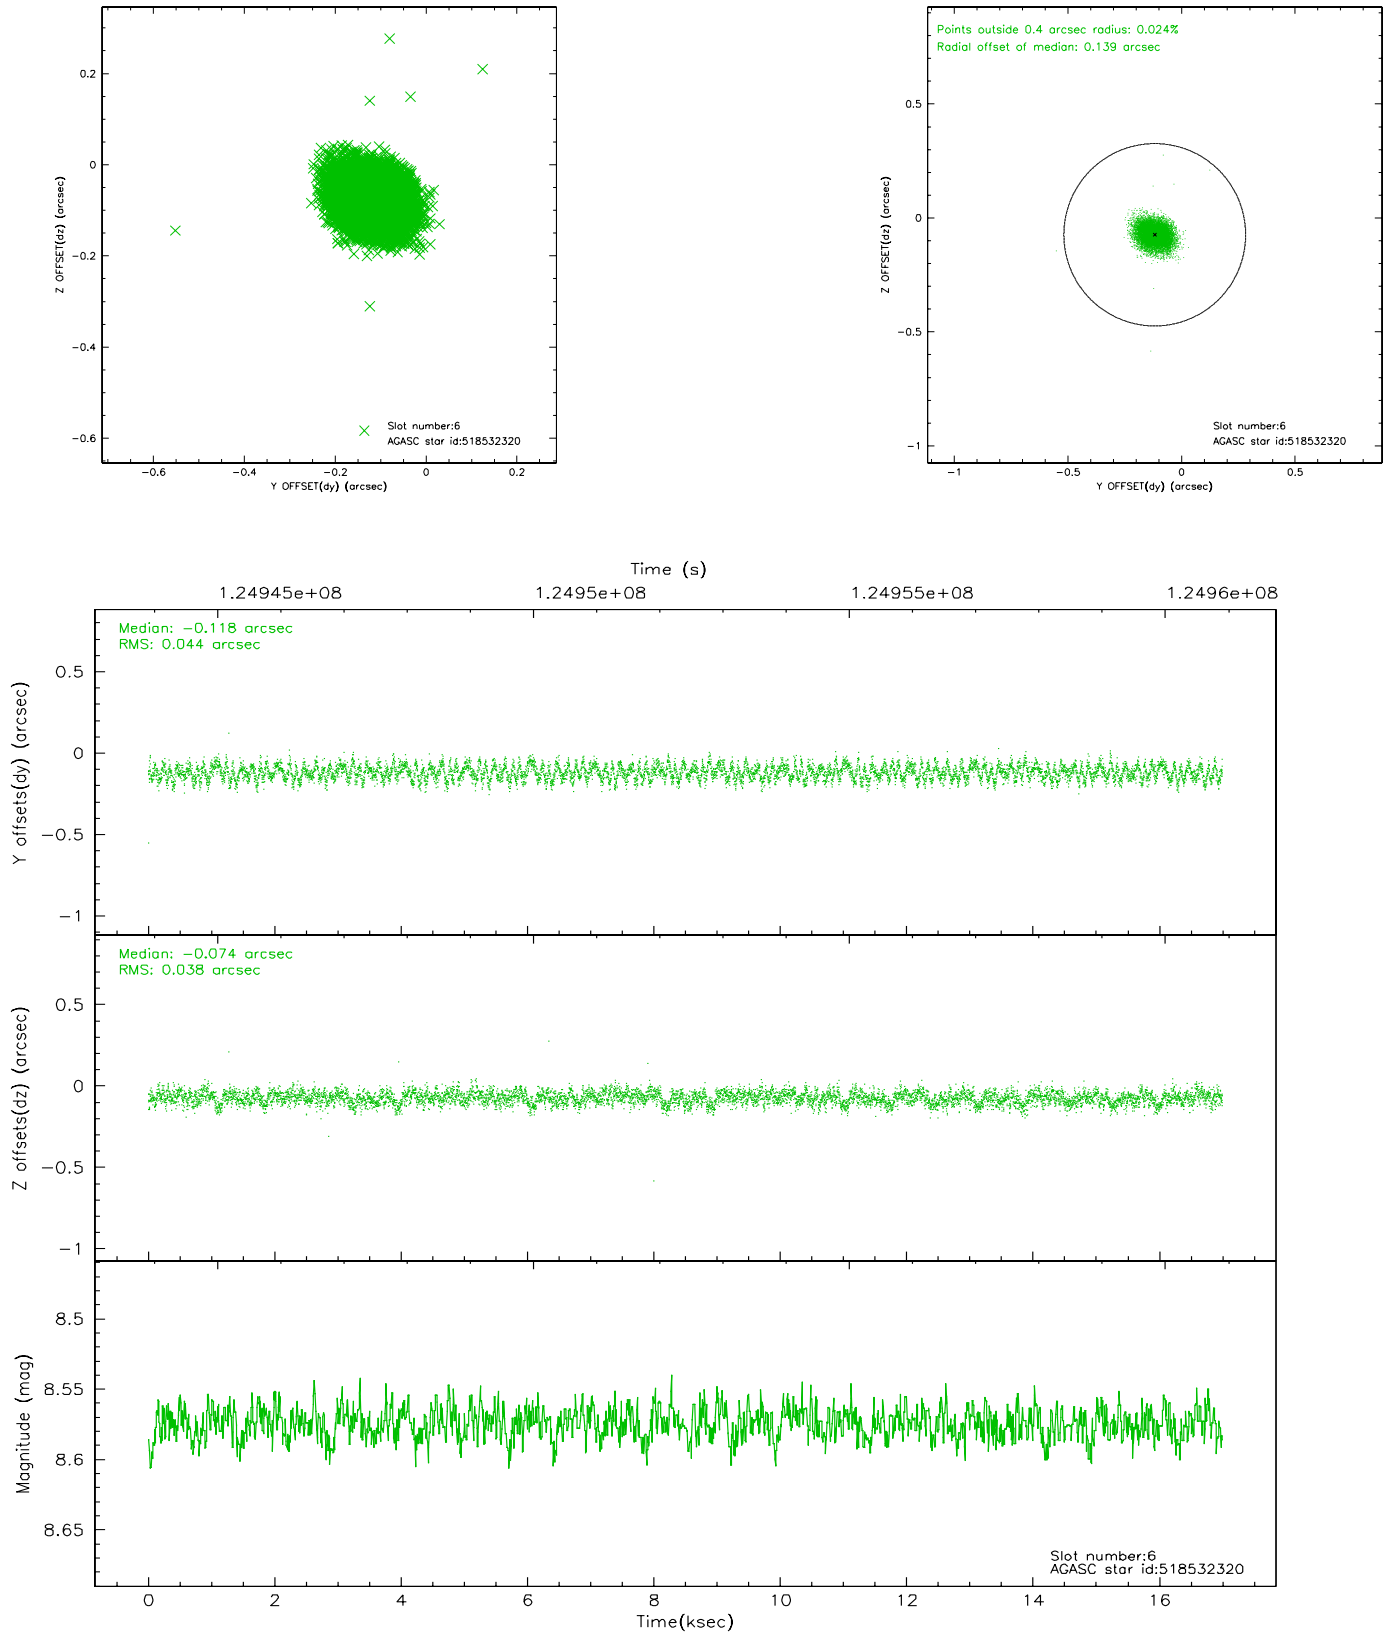 0.2
0
−0.2
−0.4
−0.6
Z OFFSET(dz) (arcsec)
Slot number:6
AGASC star id:518532320
−0.6 −0.4 −0.2 0 0.2
Y OFFSET(dy) (arcsec)
Points outside 0.4 arcsec radius: 0.024%
Radial offset of median: 0.139 arcsec
0.5
0
−0.5
−1
Z OFFSET(dz) (arcsec)
Slot number:6
AGASC star id:518532320
−1 −0.5 0 0.5
Y OFFSET(dy) (arcsec)
Time (s)
1.24945e+08 1.2495e+08 1.24955e+08 1.2496e+08
Median: −0.118 arcsec
RMS: 0.044 arcsec
0.5
0
−0.5
−1
Y offsets(dy) (arcsec)
Median: −0.074 arcsec
RMS: 0.038 arcsec
0.5
0
−0.5
−1
Z offsets(dz) (arcsec)
8.5
8.55
8.6
8.65
Magnitude (mag)
Slot number:6
AGASC star id:518532320
0 2 4 6 8 10 12 14 16
Time(ksec)